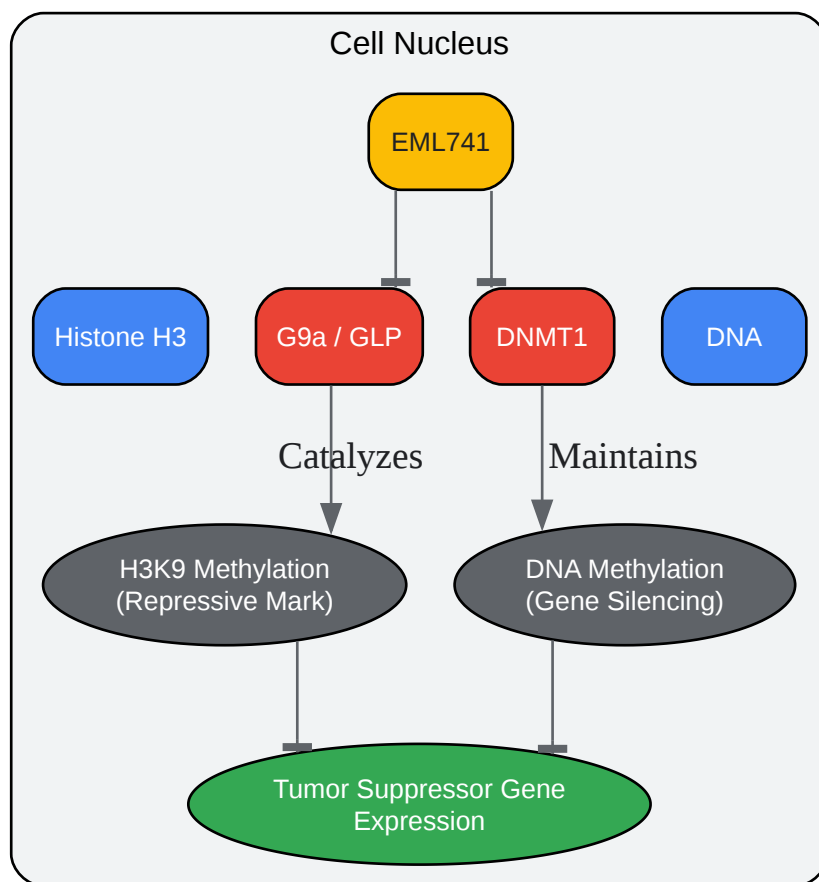 Cell Nucleus
EML741
Histone H3
G9a / GLP
DNMT1
DNA
Catalyzes
Maintains
H3K9 Methylation
(Repressive Mark)
DNA Methylation
(Gene Silencing)
Tumor Suppressor Gene
Expression